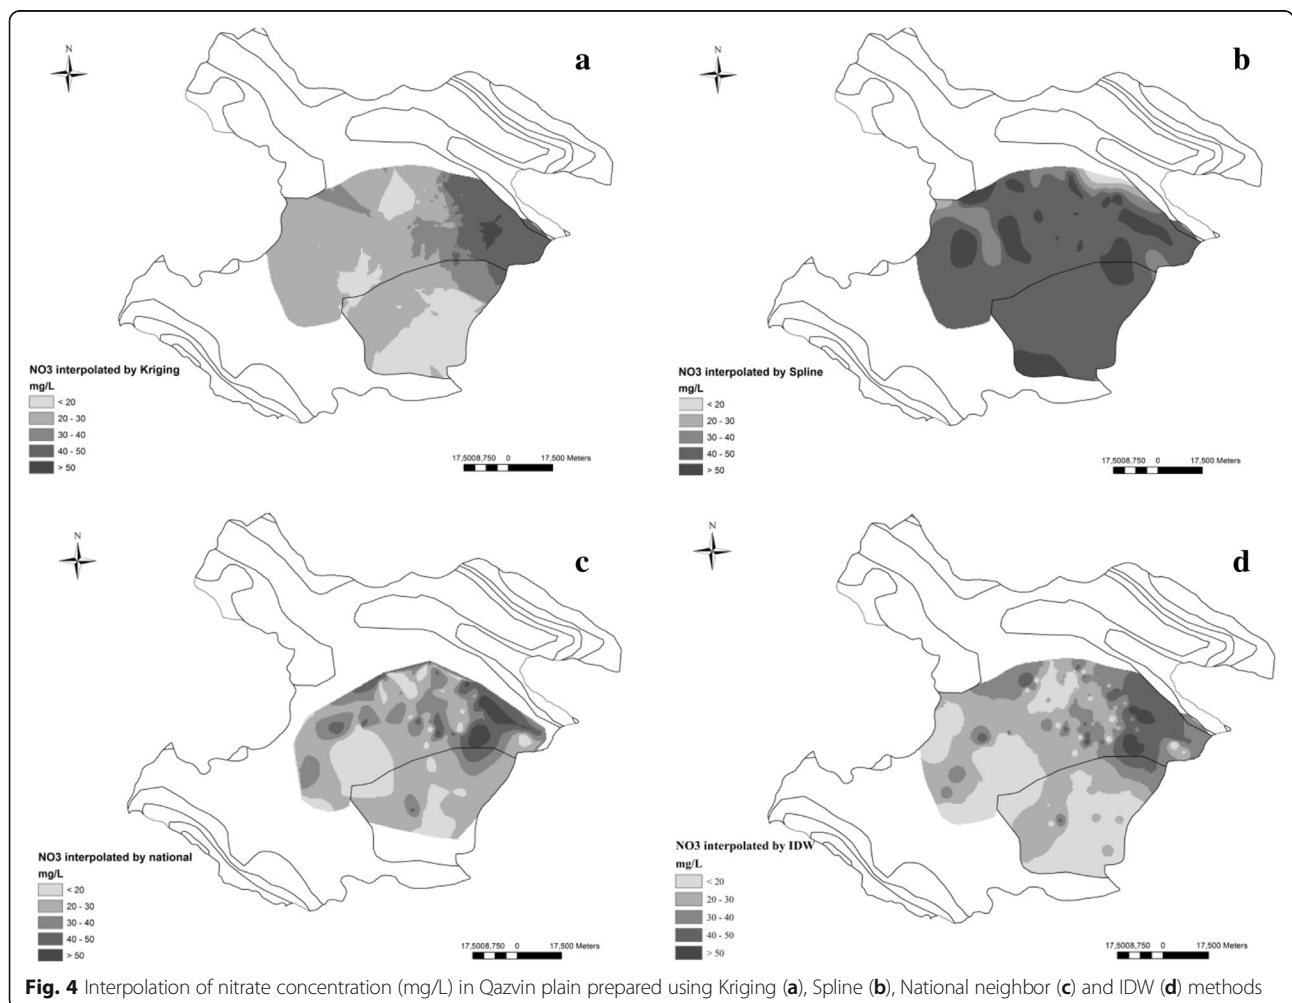 N
a
NO3 interpolated by Kriging
mg/L
< 20
20 - 30
30 - 40
40 - 50
> 50
17,5008,750 0 17,500 Meters
N
b
NO3 interpolated by Spline
mg/L
< 20
20 - 30
30 - 40
40 - 50
> 50
17,5008,750 0 17,500 Meters
N
c
NO3 interpolated by national
mg/L
< 20
20 - 30
30 - 40
40 - 50
> 50
17,5008,750 0 17,500 Meters
N
d
NO3 interpolated by IDW
mg/L
< 20
20 - 30
30 - 40
40 - 50
> 50
17,5008,750 0 17,500 Meters
Fig. 4 Interpolation of nitrate concentration (mg/L) in Qazvin plain prepared using Kriging (a), Spline (b), National neighbor (c) and IDW (d) methods